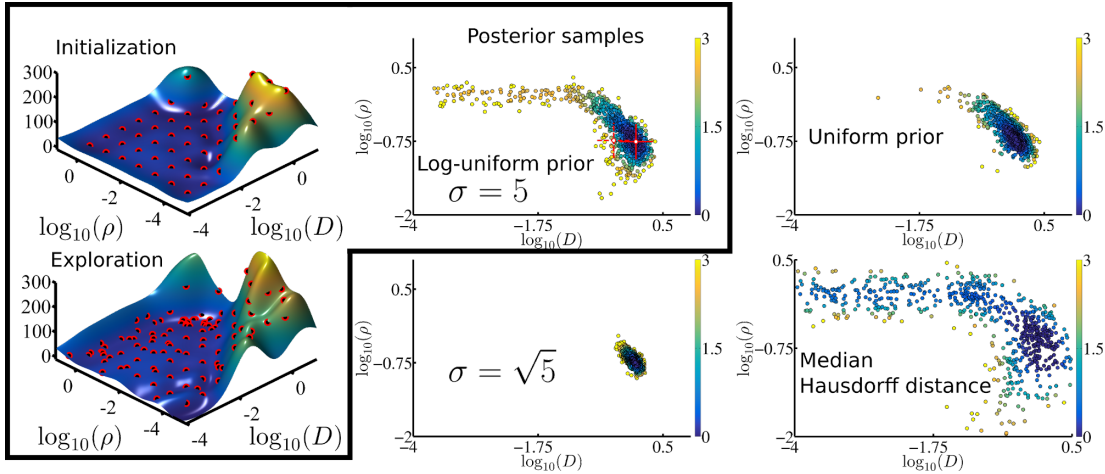 Initialization
300
200
100
0
0
-2
-4
-4
-2
0
log₁₀(ρ)
log₁₀(D)
Posterior samples
0.5
-0.75
-2
-4
-1.75
0.5
log₁₀(ρ)
log₁₀(D)
Log-uniform prior
σ = 5
3
1.5
0
Uniform prior
0.5
-0.75
-2
-4
-1.75
0.5
log₁₀(ρ)
log₁₀(D)
3
1.5
0
Exploration
300
200
100
0
0
-2
-4
-4
-2
0
log₁₀(ρ)
log₁₀(D)
σ = √5
0.5
-0.75
-2
-4
-1.75
0.5
log₁₀(ρ)
log₁₀(D)
3
1.5
0
Median
Hausdorff distance
0.5
-0.75
-2
-4
-1.75
0.5
log₁₀(ρ)
log₁₀(D)
3
1.5
0